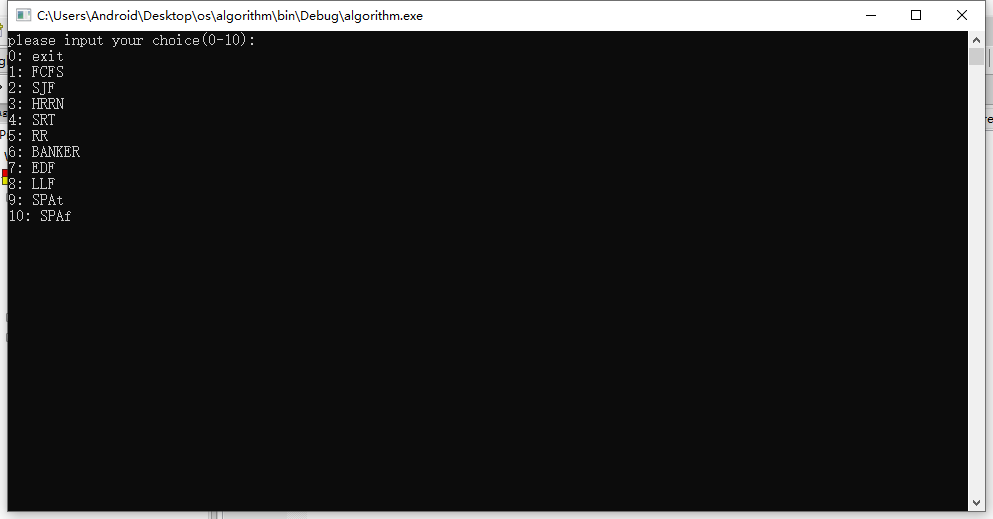 C:\Users\Android\Desktop\os\algorithm\bin\Debug\algorithm.exe
please input your choice(0-10):
0: exit
1: FCFS
2: SJF
3: HRRN
4: SRT
5: RR
6: BANKER
7: EDF
8: LLF
9: SPAt
10: SPAf